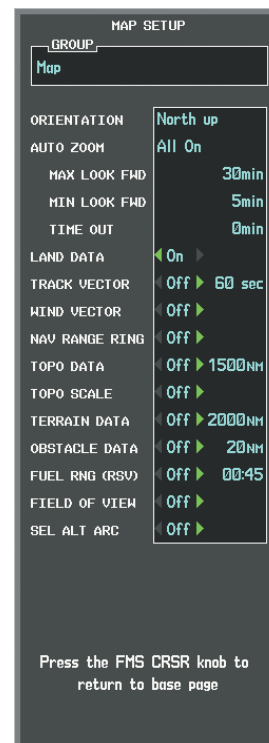 MAP SETUP
GROUP
Map
ORIENTATION North up
AUTO ZOOM All On
MAX LOOK FWD 30min
MIN LOOK FWD 5min
TIME OUT 0min
LAND DATA On
TRACK VECTOR Off 60 sec
WIND VECTOR Off
NAV RANGE RING Off
TOPO DATA Off 1500NM
TOPO SCALE Off
TERRAIN DATA Off 2000NM
OBSTACLE DATA Off 20NM
FUEL RNG (RSV) Off 00:45
FIELD OF VIEW Off
SEL ALT ARC Off
Press the FMS CRSR knob to
return to base page